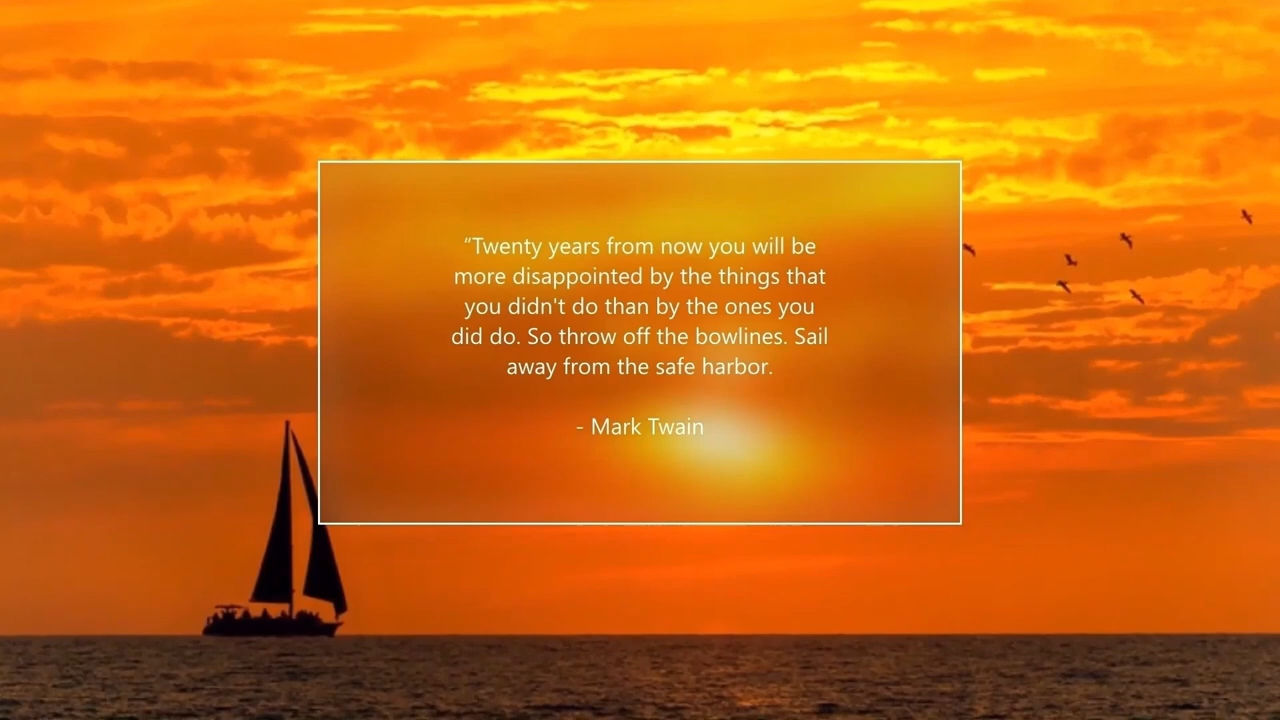 “Twenty years from now you will be
more disappointed by the things that
you didn't do than by the ones you
did do. So throw off the bowlines. Sail
away from the safe harbor.
- Mark Twain